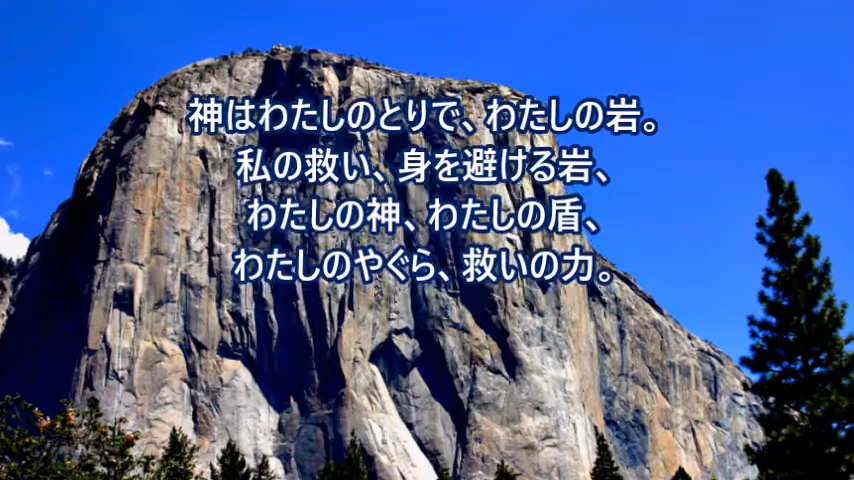 神はわたしのとりで、わたしの岩。
私の救い、身を避ける岩、
わたしの神、わたしの盾、
わたしのやぐら、救いの力。